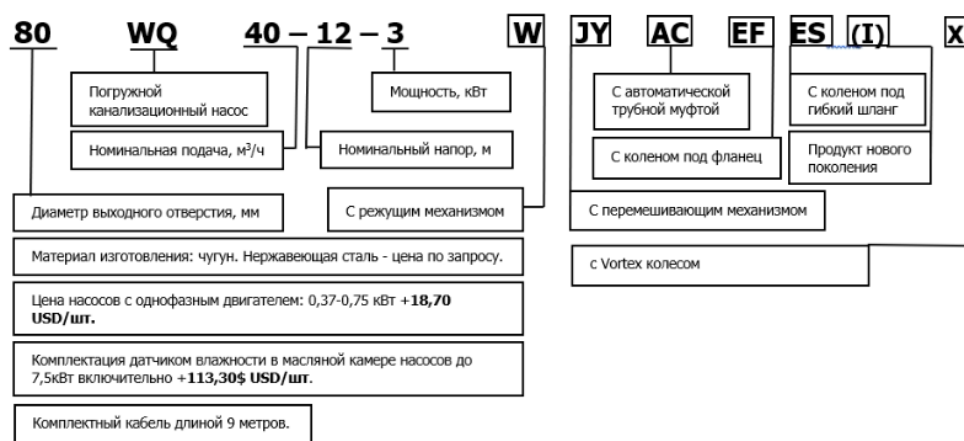 80 WQ 40 – 12 – 3 W JY AC EF ES (I) X
Погружной
канализационный насос
Мощность, кВт
С автоматической
трубной муфтой
С коленом под
гибкий шланг
Номинальная подача, м³/ч
Номинальный напор, м
С коленом под фланец
Продукт нового
поколения
Диаметр выходного отверстия, мм
С режущим механизмом
С перемешивающим механизмом
Материал изготовления: чугун. Нержавеющая сталь - цена по запросу.
с Vortex колесом
Цена насосов с однофазным двигателем: 0,37-0,75 кВт +18,70
USD/шт.
Комплектация датчиком влажности в масляной камере насосов до
7,5кВт включительно +113,30$ USD/шт.
Комплектный кабель длиной 9 метров.